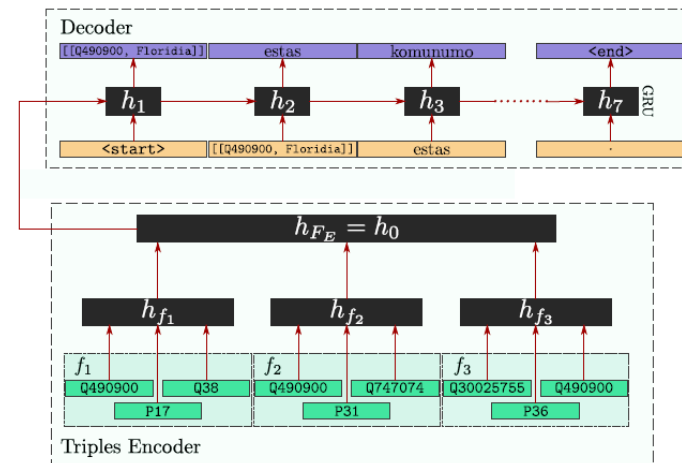 Decoder
[[Q490900, Floridia]] estas komunumo <end>
h1 h2 h3 h7 GRU
<start> [[Q490900, Floridia]] estas .
hFE = h0
hf1 hf2 hf3
f1 f2 f3
Q490900 Q38 Q490900 Q747074 Q30025755 Q490900
P17 P31 P36
Triples Encoder